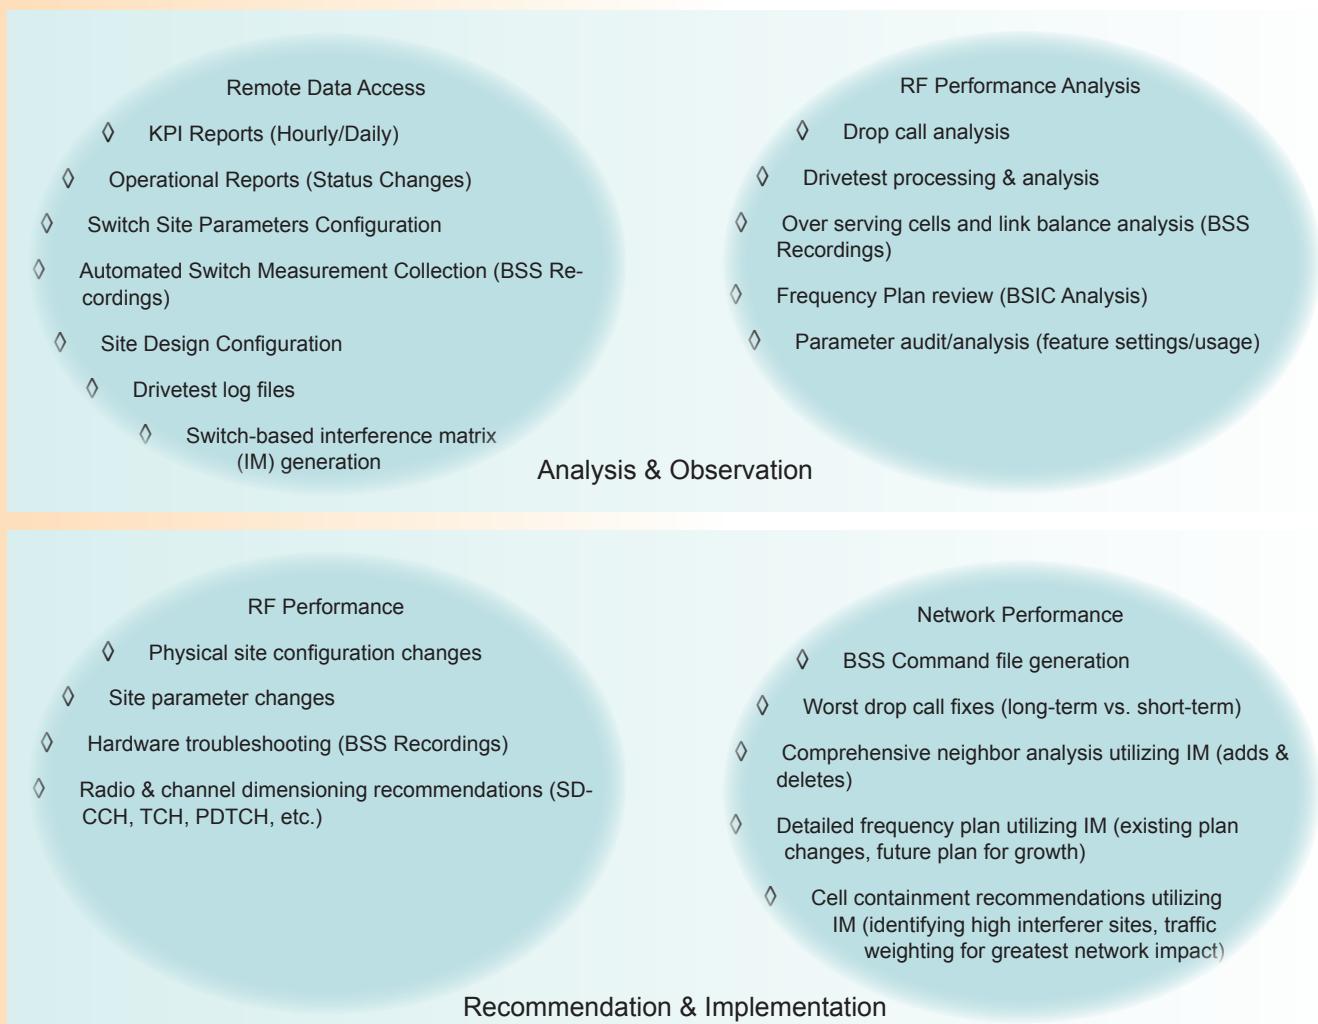 Remote Data Access
◊ KPI Reports (Hourly/Daily)
◊ Operational Reports (Status Changes)
◊ Switch Site Parameters Configuration
◊ Automated Switch Measurement Collection (BSS Re-
cordings)
◊ Site Design Configuration
◊ Drivetest log files
◊ Switch-based interference matrix
(IM) generation
RF Performance Analysis
◊ Drop call analysis
◊ Drivetest processing & analysis
◊ Over serving cells and link balance analysis (BSS
Recordings)
◊ Frequency Plan review (BSIC Analysis)
◊ Parameter audit/analysis (feature settings/usage)
Analysis & Observation
RF Performance
◊ Physical site configuration changes
◊ Site parameter changes
◊ Hardware troubleshooting (BSS Recordings)
◊ Radio & channel dimensioning recommendations (SD-
CCH, TCH, PDTCH, etc.)
Network Performance
◊ BSS Command file generation
◊ Worst drop call fixes (long-term vs. short-term)
◊ Comprehensive neighbor analysis utilizing IM (adds &
deletes)
◊ Detailed frequency plan utilizing IM (existing plan
changes, future plan for growth)
◊ Cell containment recommendations utilizing
IM (identifying high interferer sites, traffic
weighting for greatest network impact)
Recommendation & Implementation